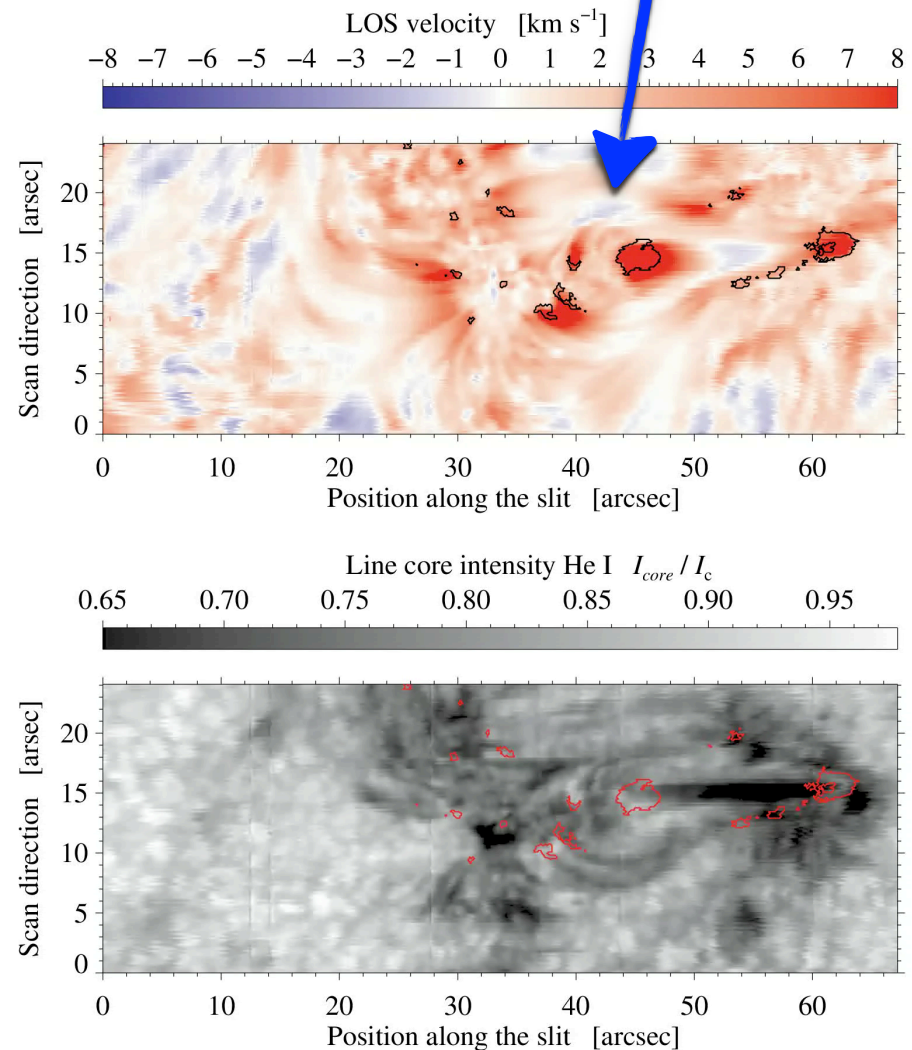 LOS velocity [km s⁻¹]
−8 −7 −6 −5 −4 −3 −2 −1 0 1 2 3 4 5 6 7 8
Scan direction [arsec]
20
15
10
5
0
0 10 20 30 40 50 60
Position along the slit [arcsec]
Line core intensity He I I_core / I_c
0.65 0.70 0.75 0.80 0.85 0.90 0.95
Scan direction [arsec]
20
15
10
5
0
0 10 20 30 40 50 60
Position along the slit [arcsec]